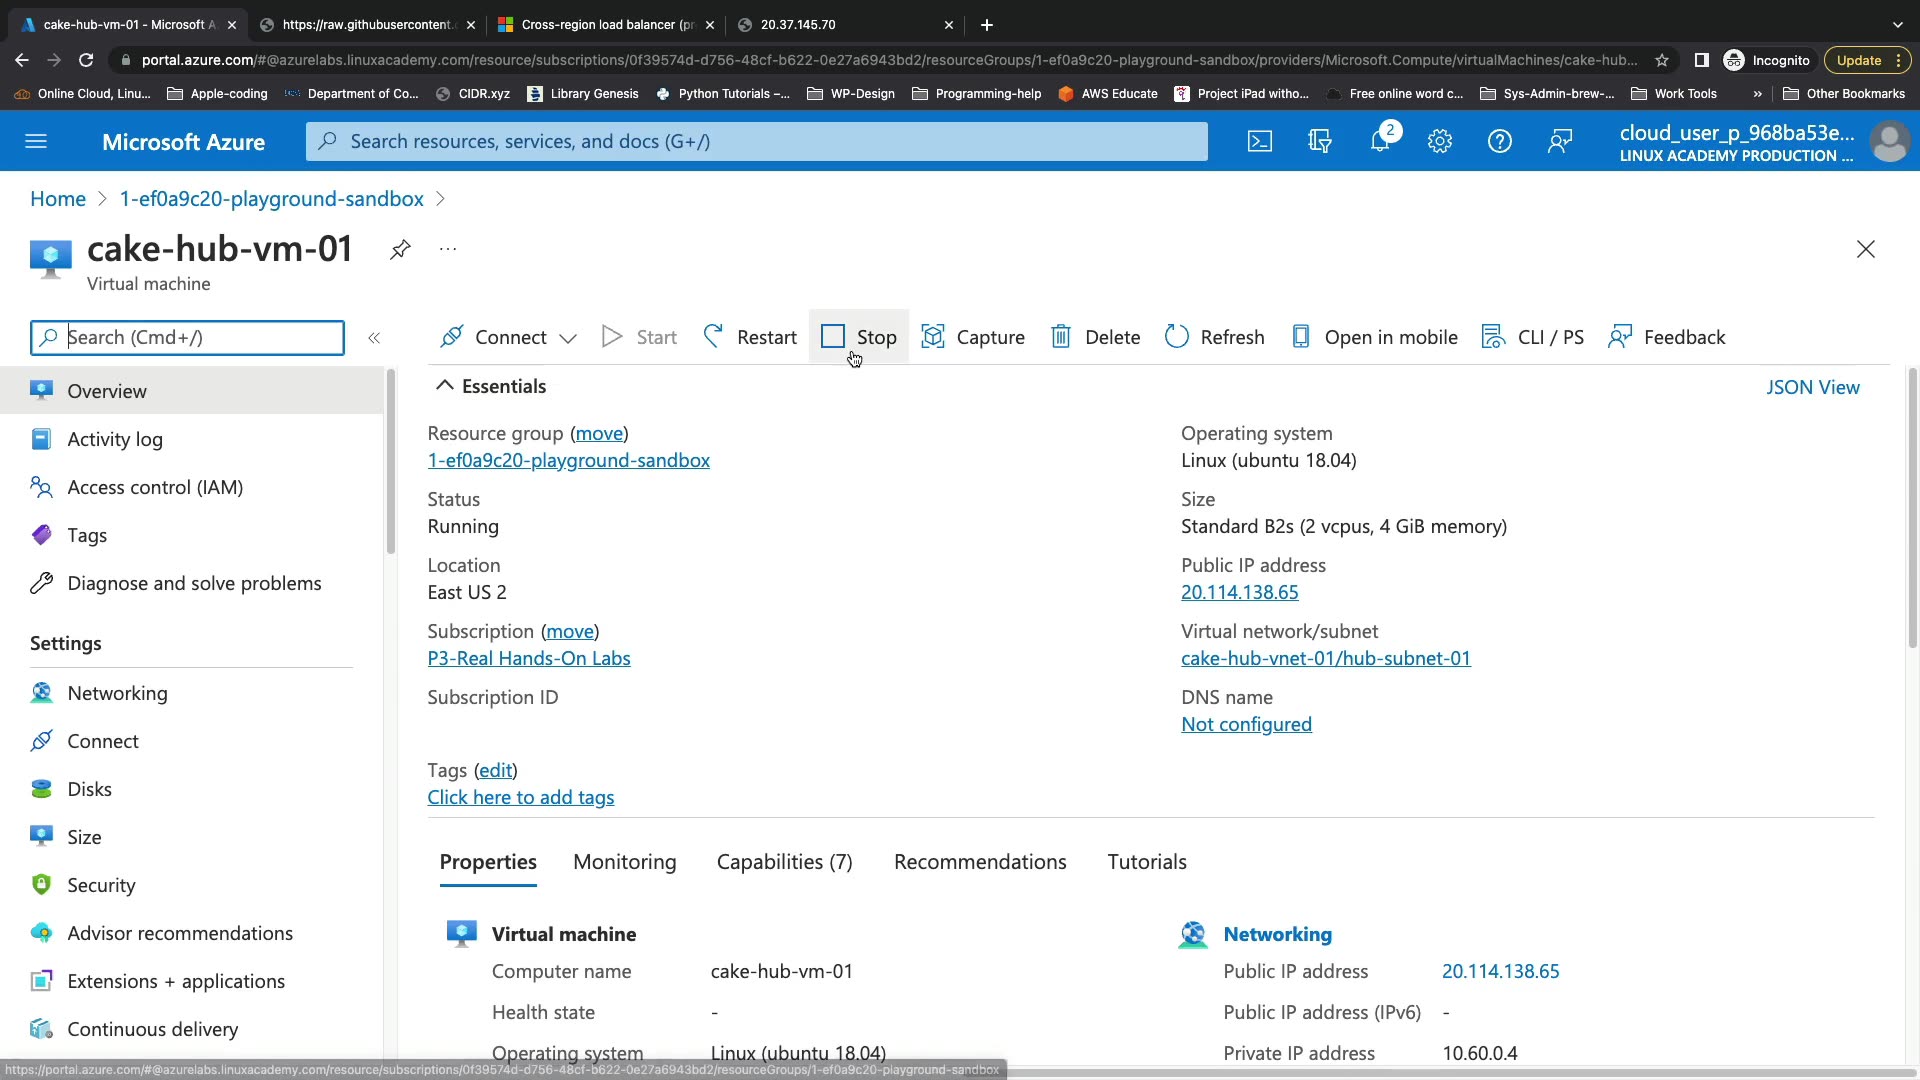 cake-hub-vm-01 - Microsoft A
https://raw.githubusercontent.c
Cross-region load balancer (pr
20.37.145.70
portal.azure.com/#@azurelabs.linuxacademy.com/resource/subscriptions/0f39574d-d756-48cf-b622-0e27a6943bd2/resourceGroups/1-ef0a9c20-playground-sandbox/providers/Microsoft.Compute/virtualMachines/cake-hub...
Incognito
Update
Online Cloud, Linu...
Apple-coding
Department of Co...
CIDR.xyz
Library Genesis
Python Tutorials –...
WP-Design
Programming-help
AWS Educate
Project iPad witho...
Free online word c...
Sys-Admin-brew-...
Work Tools
»
Other Bookmarks
Microsoft Azure
Search resources, services, and docs (G+/)
2
cloud_user_p_968ba53e...
LINUX ACADEMY PRODUCTION ...
Home > 1-ef0a9c20-playground-sandbox >
cake-hub-vm-01
...
Virtual machine
Search (Cmd+/)
«
Connect
Start
Restart
Stop
Capture
Delete
Refresh
Open in mobile
CLI / PS
Feedback
Overview
Activity log
Access control (IAM)
Tags
Diagnose and solve problems
Settings
Networking
Connect
Disks
Size
Security
Advisor recommendations
Extensions + applications
Continuous delivery
Essentials
JSON View
Resource group (move)
1-ef0a9c20-playground-sandbox
Status
Running
Location
East US 2
Subscription (move)
P3-Real Hands-On Labs
Subscription ID
Operating system
Linux (ubuntu 18.04)
Size
Standard B2s (2 vcpus, 4 GiB memory)
Public IP address
20.114.138.65
Virtual network/subnet
cake-hub-vnet-01/hub-subnet-01
DNS name
Not configured
Tags (edit)
Click here to add tags
Properties
Monitoring
Capabilities (7)
Recommendations
Tutorials
Virtual machine
Computer name cake-hub-vm-01
Health state -
Operating system Linux (ubuntu 18.04)
Networking
Public IP address 20.114.138.65
Public IP address (IPv6) -
Private IP address 10.60.0.4
https://portal.azure.com/#@azurelabs.linuxacademy.com/resource/subscriptions/0f39574d-d756-48cf-b622-0e27a6943bd2/resourceGroups/1-ef0a9c20-playground-sandbox